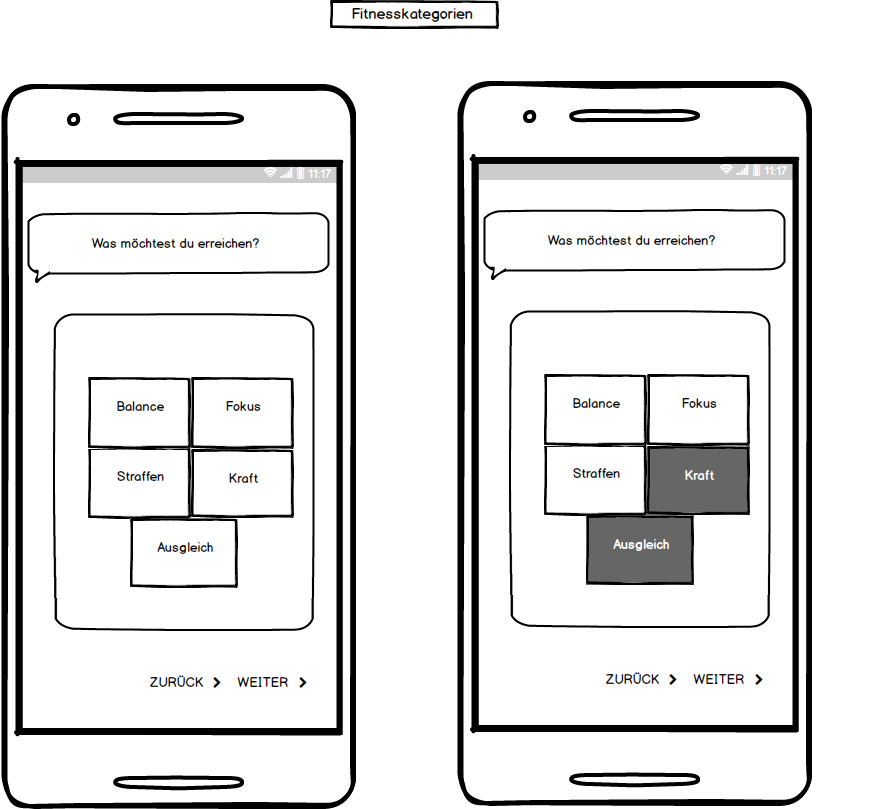 Fitnesskategorien
11:17
Was möchtest du erreichen?
Balance Fokus
Straffen Kraft
Ausgleich
ZURÜCK WEITER
11:17
Was möchtest du erreichen?
Balance Fokus
Straffen Kraft
Ausgleich
ZURÜCK WEITER